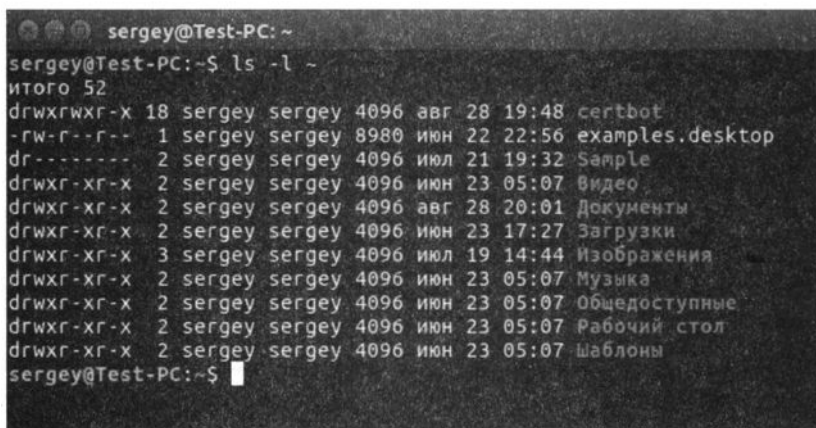 sergey@Test-PC: ~
sergey@Test-PC:~$ ls -l ~
итого 52
drwxrwxr-x 18 sergey sergey 4096 авг 28 19:48 certbot
-rw-r--r-- 1 sergey sergey 8980 июн 22 22:56 examples.desktop
dr-------- 2 sergey sergey 4096 июл 21 19:32 Sample
drwxr-xr-x 2 sergey sergey 4096 июн 23 05:07 Видео
drwxr-xr-x 2 sergey sergey 4096 авг 28 20:01 Документы
drwxr-xr-x 2 sergey sergey 4096 июн 23 17:27 Загрузки
drwxr-xr-x 3 sergey sergey 4096 июл 19 14:44 Изображения
drwxr-xr-x 2 sergey sergey 4096 июн 23 05:07 Музыка
drwxr-xr-x 2 sergey sergey 4096 июн 23 05:07 Общедоступные
drwxr-xr-x 2 sergey sergey 4096 июн 23 05:07 Рабочий стол
drwxr-xr-x 2 sergey sergey 4096 июн 23 05:07 Шаблоны
sergey@Test-PC:~$